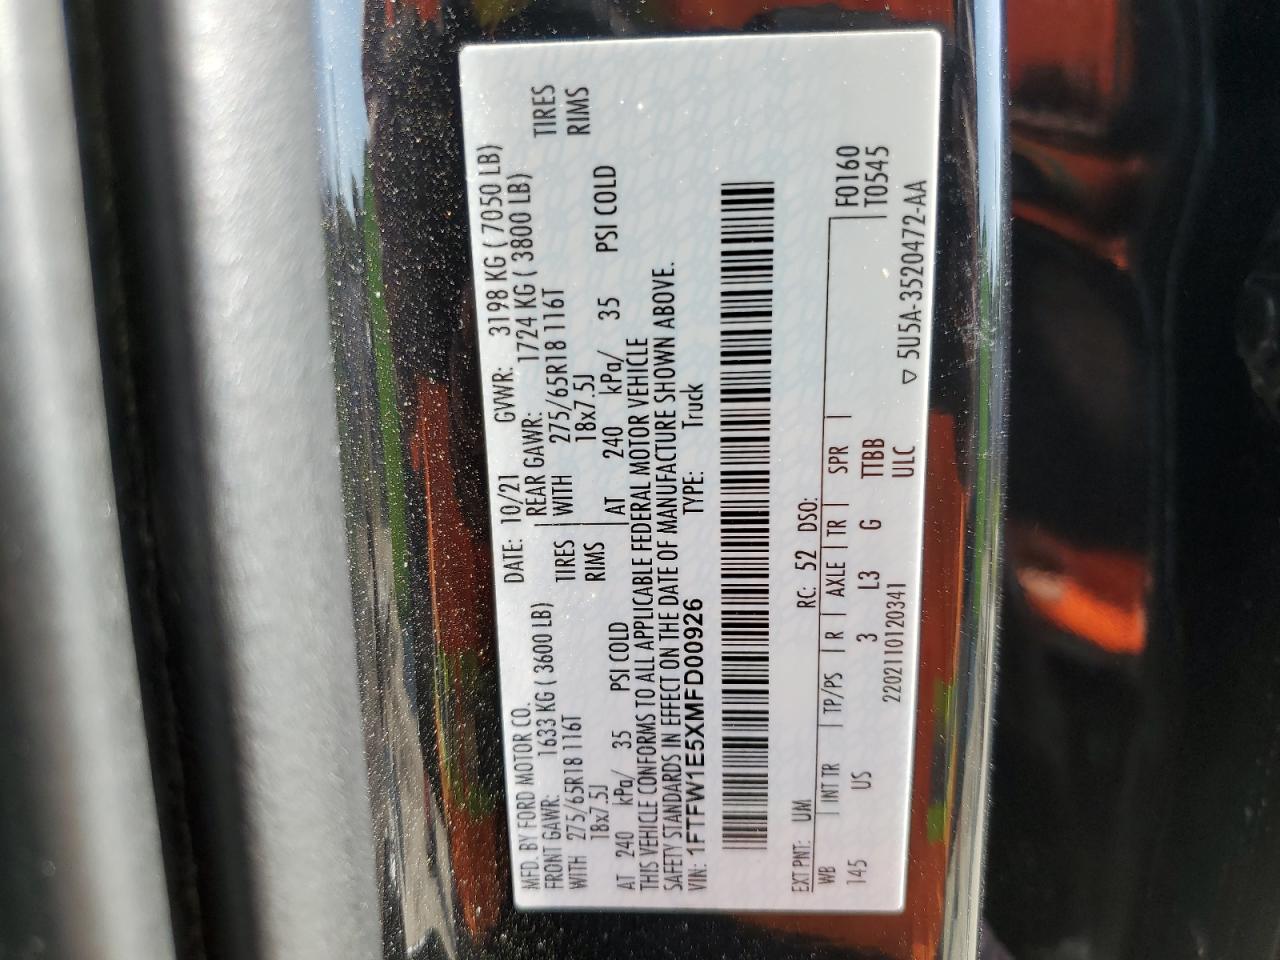 MFD. BY FORD MOTOR CO. DATE: 10/21 GVWR: 3198 KG ( 7050 LB)
FRONT GAWR: 1633 KG ( 3600 LB) REAR GAWR: 1724 KG ( 3800 LB)
WITH 275/65R18 116T TIRES WITH 275/65R18 116T TIRES
18x7.5J RIMS 18x7.5J RIMS
AT 240 kPa/ 35 PSI COLD AT 240 kPa/ 35 PSI COLD
THIS VEHICLE CONFORMS TO ALL APPLICABLE FEDERAL MOTOR VEHICLE
SAFETY STANDARDS IN EFFECT ON THE DATE OF MANUFACTURE SHOWN ABOVE.
VIN: 1FTFW1E5XMFD00926 TYPE: Truck
EXT PNT: UM RC: 52 DSO: F0160
WB | INT TR | TP/PS | R | AXLE | TR | SPR | T0545
145 US 3 L3 G TTBB
2202110120341 ULC ▽ 5U5A-3520472-AA